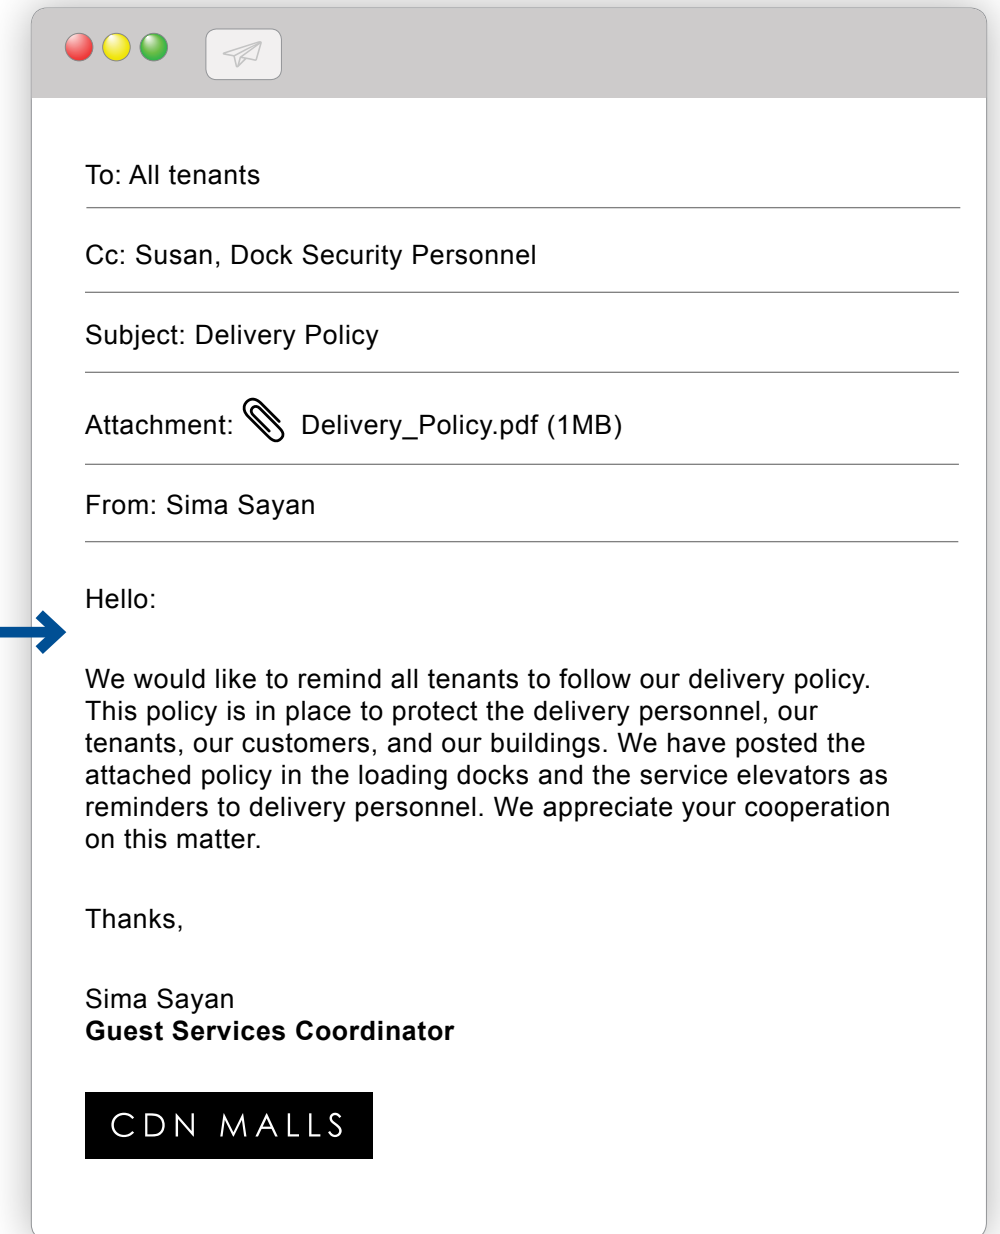 To: All tenants
Cc: Susan, Dock Security Personnel
Subject: Delivery Policy
Attachment: Delivery_Policy.pdf (1MB)
From: Sima Sayan
Hello:
We would like to remind all tenants to follow our delivery policy.
This policy is in place to protect the delivery personnel, our
tenants, our customers, and our buildings. We have posted the
attached policy in the loading docks and the service elevators as
reminders to delivery personnel. We appreciate your cooperation
on this matter.
Thanks,
Sima Sayan
Guest Services Coordinator
CDN MALLS